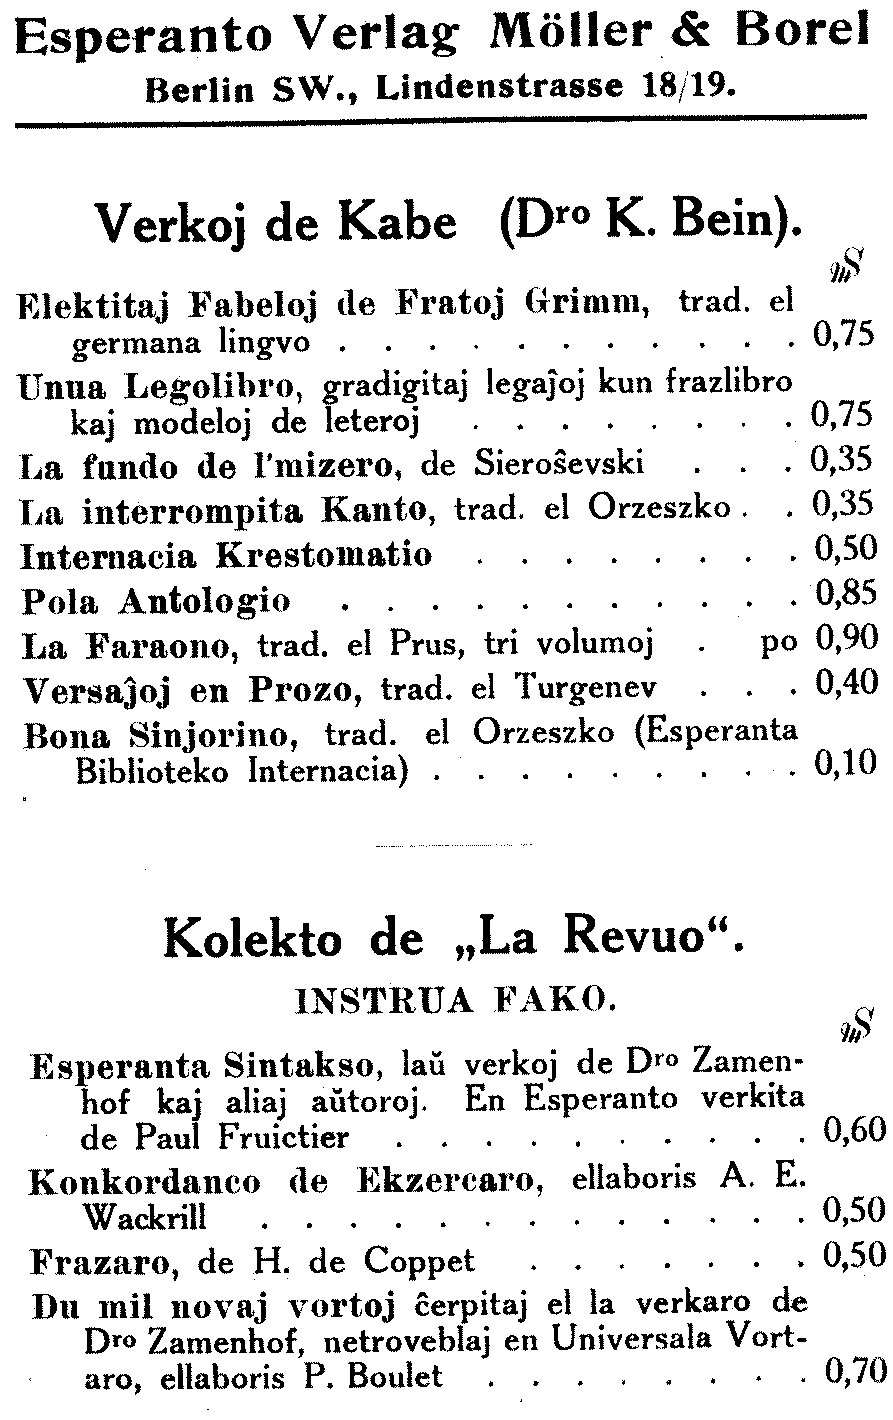 Esperanto Verlag Möller & Borel
Berlin SW., Lindenstrasse 18/19.
Verkoj de Kabe (Dro K. Bein).
Elektitaj Fabeloj de Fratoj Grimm, trad. el
germana lingvo . . . . . . . . . . . 0,75
Unua Legolibro, gradigitaj legaĵoj kun frazlibro
kaj modeloj de leteroj . . . . . . . . 0,75
La fundo de l'mizero, de Sieroŝevski . . . 0,35
La interrompita Kanto, trad. el Orzeszko . . 0,35
Internacia Krestomatio . . . . . . . . 0,50
Pola Antologio . . . . . . . . . . . 0,85
La Faraono, trad. el Prus, tri volumoj . po 0,90
Versaĵoj en Prozo, trad. el Turgenev . . . 0,40
Bona Sinjorino, trad. el Orzeszko (Esperanta
Biblioteko Internacia) . . . . . . . . . 0,10
Kolekto de „La Revuo“.
INSTRUA FAKO.
Esperanta Sintakso, laŭ verkoj de Dro Zamen-
hof kaj aliaj aŭtoroj. En Esperanto verkita
de Paul Fruictier . . . . . . . . . . 0,60
Konkordanco de Ekzercaro, ellaboris A. E.
Wackrill . . . . . . . . . . . . . 0,50
Frazaro, de H. de Coppet . . . . . . . 0,50
Du mil novaj vortoj ĉerpitaj el la verkaro de
Dro Zamenhof, netroveblaj en Universala Vort-
aro, ellaboris P. Boulet . . . . . . . . 0,70